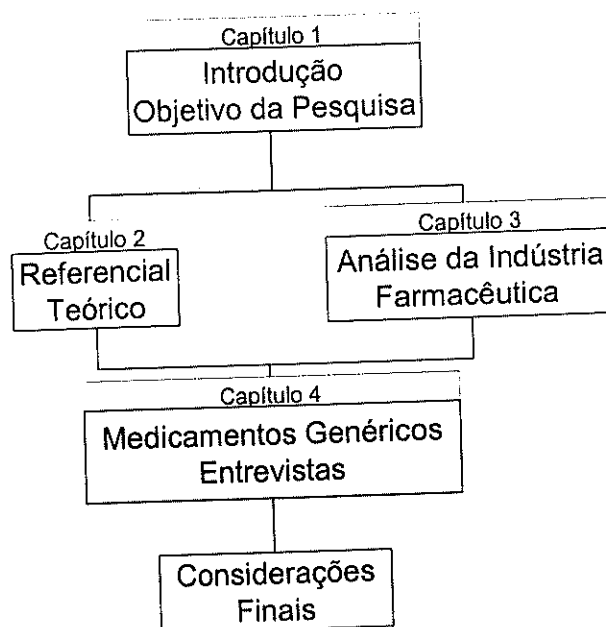 Capítulo 1
Introdução
Objetivo da Pesquisa
Capítulo 2
Referencial
Teórico
Capítulo 3
Análise da Indústria
Farmacêutica
Capítulo 4
Medicamentos Genéricos
Entrevistas
Considerações
Finais